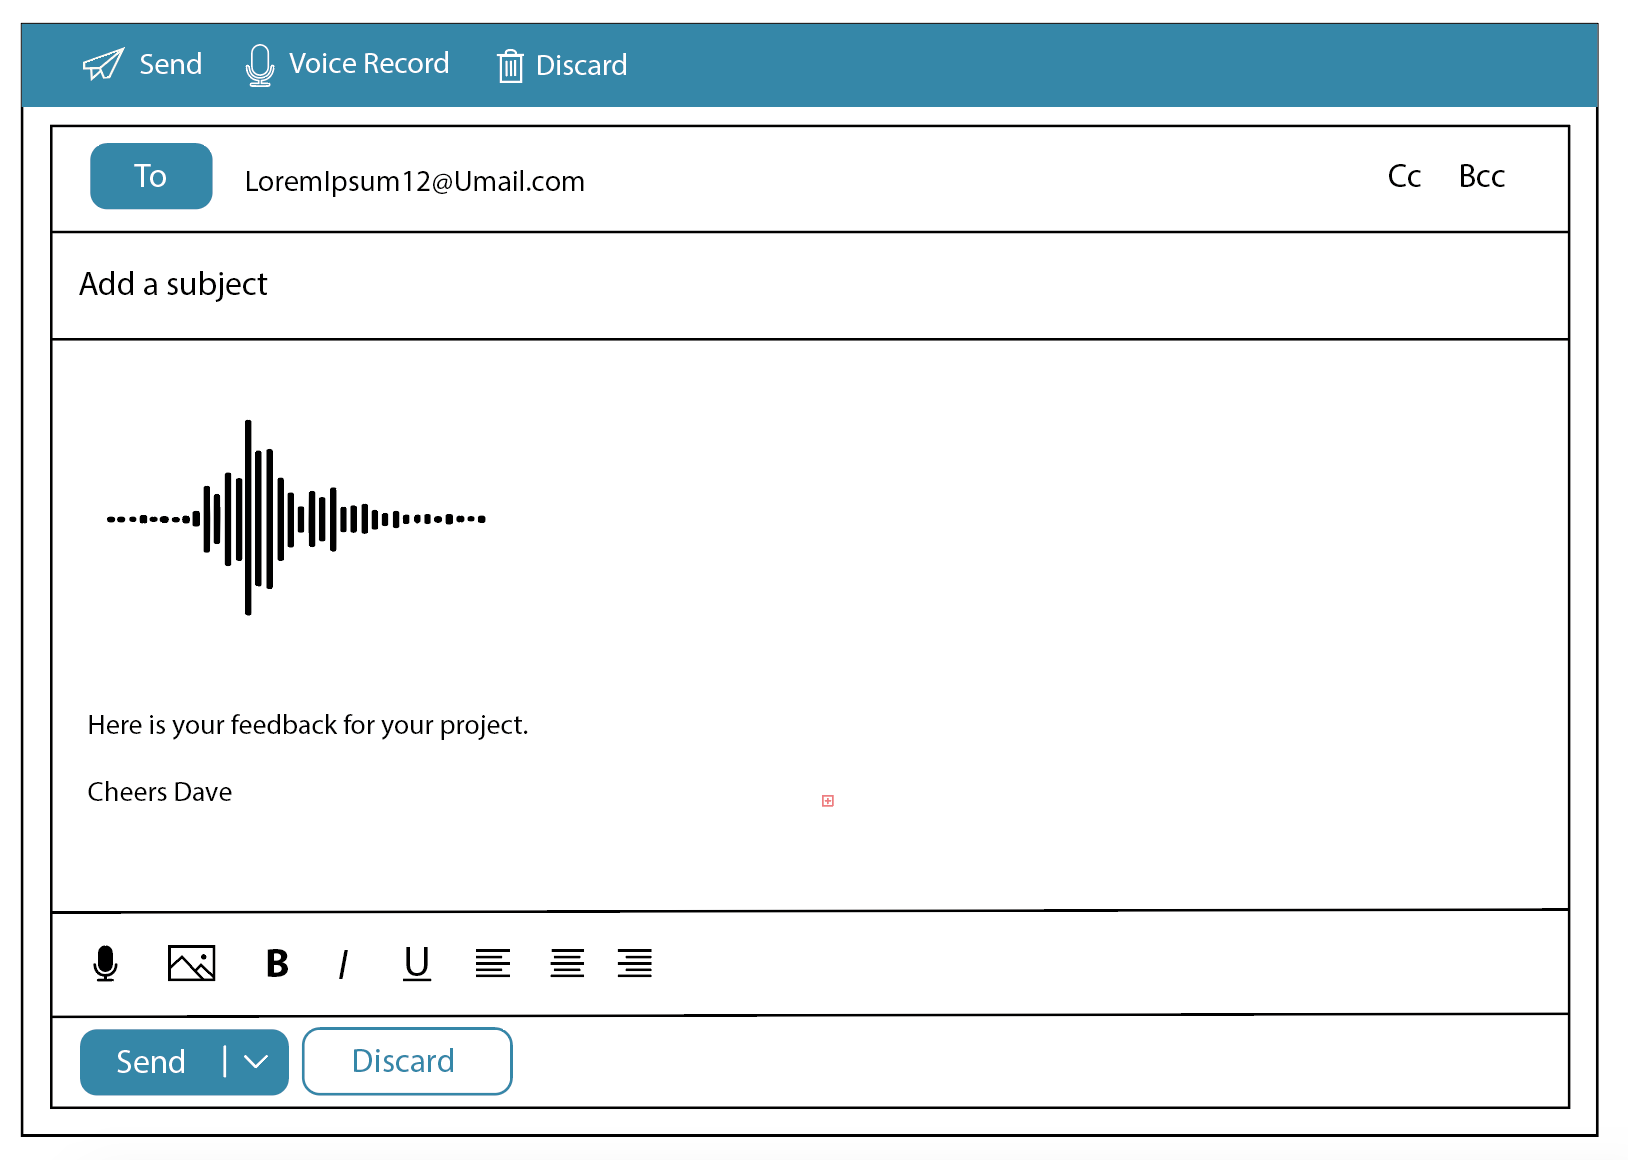 Send Voice Record Discard
To LoremIpsum12@Umail.com Cc Bcc
Add a subject
Here is your feedback for your project.
Cheers Dave
B I U
Send Discard